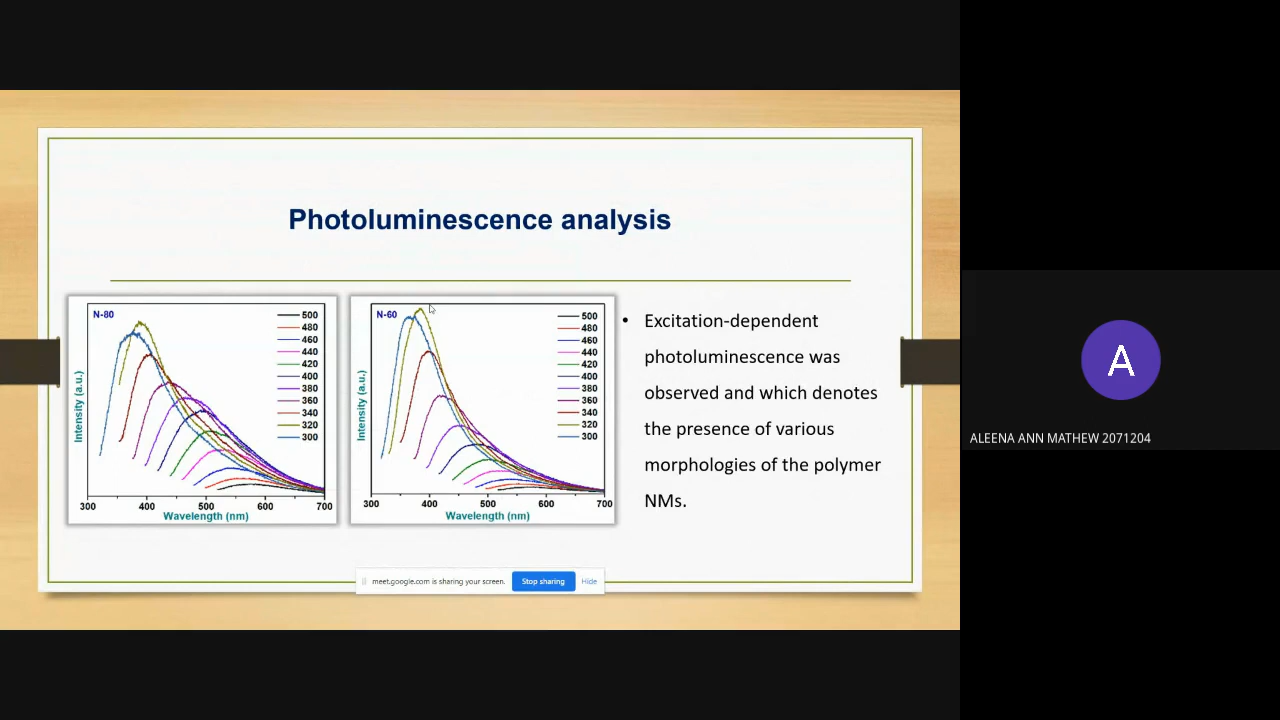 Photoluminescence analysis
N-80
500
480
460
440
420
400
380
360
340
320
300
Intensity (a.u.)
300 400 500 600 700
Wavelength (nm)
N-60
500
480
460
440
420
400
380
360
340
320
300
Intensity (a.u.)
300 400 500 600 700
Wavelength (nm)
• Excitation-dependent
photoluminescence was
observed and which denotes
the presence of various
morphologies of the polymer
NMs.
meet.google.com is sharing your screen. Stop sharing Hide
A
ALEENA ANN MATHEW 2071204